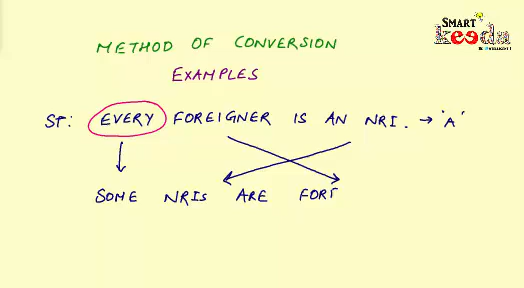 SMART
keeda
METHOD OF CONVERSION
EXAMPLES
ST: EVERY FOREIGNER IS AN NRI. → 'A'
SOME NRIs ARE FORE